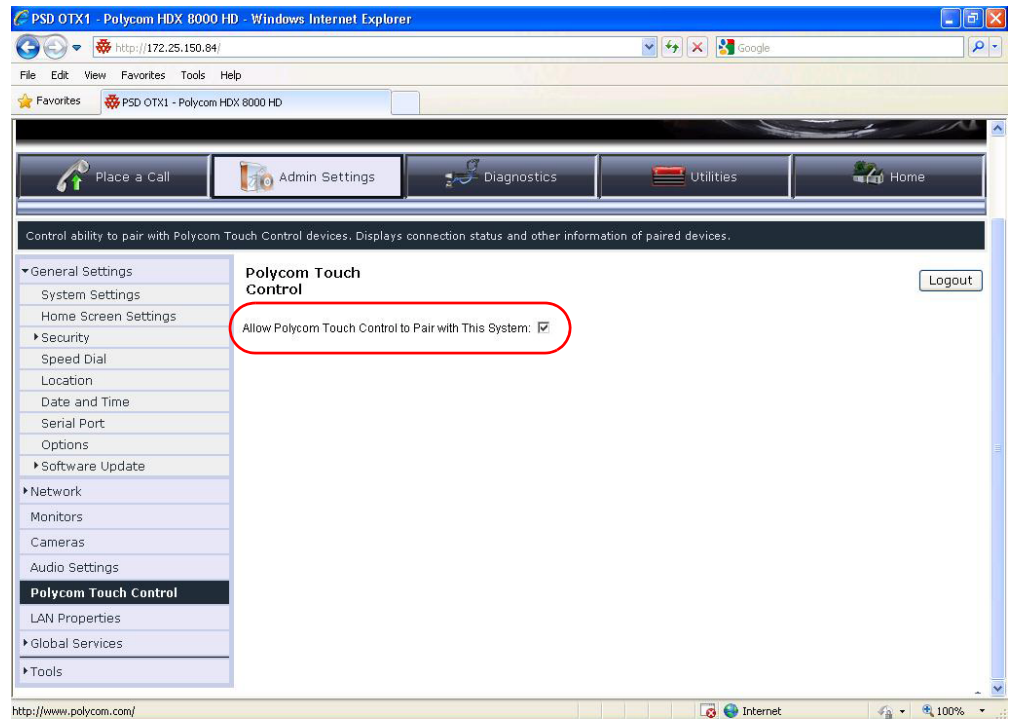 PSD OTX1 - Polycom HDX 8000 HD - Windows Internet Explorer
http://172.25.150.84/
Google
File Edit View Favorites Tools Help
Favorites PSD OTX1 - Polycom HDX 8000 HD
Place a Call Admin Settings Diagnostics Utilities Home
Control ability to pair with Polycom Touch Control devices. Displays connection status and other information of paired devices.
General Settings
System Settings
Home Screen Settings
Security
Speed Dial
Location
Date and Time
Serial Port
Options
Software Update
Network
Monitors
Cameras
Audio Settings
Polycom Touch Control
LAN Properties
Global Services
Tools
Polycom Touch
Control
Logout
Allow Polycom Touch Control to Pair with This System:
http://www.polycom.com/ Internet 100%